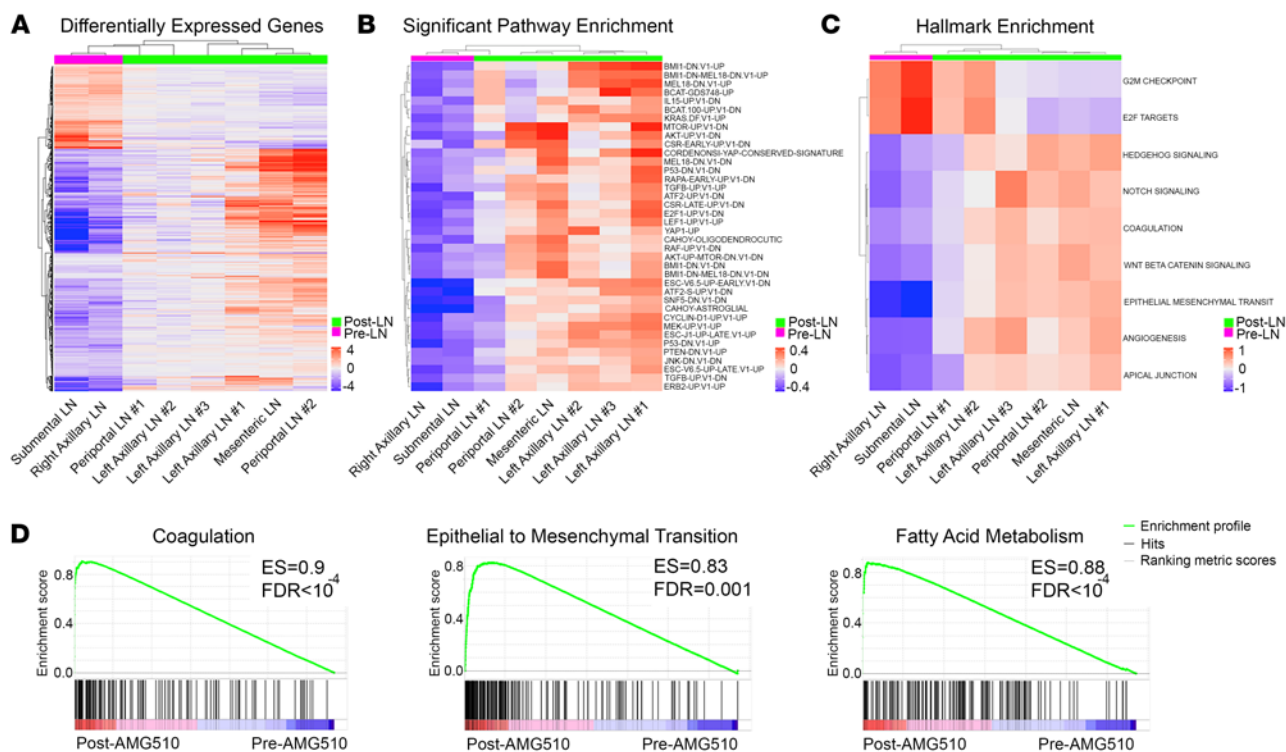 A Differentially Expressed Genes
Post-LN
Pre-LN
4
0
-4
Submental LN
Right Axillary LN
Periportal LN #1
Left Axillary LN #2
Left Axillary LN #3
Left Axillary LN #1
Mesenteric LN
Periportal LN #2
B Significant Pathway Enrichment
BMI1-DN.V1-UP
BMI1-DN-MEL18-DN.V1-UP
MEL18-DN.V1-UP
BCAT-GDS748-UP
IL15-UP.V1-DN
BCAT.100-UP.V1-DN
KRAS.DF.V1-UP
MTOR-UP.V1-DN
AKT-UP.V1-DN
CSR-EARLY-UP.V1-DN
CORDENONSI-YAP-CONSERVED-SIGNATURE
MEL18-DN.V1-DN
P53-DN.V1-DN
RAPA-EARLY-UP.V1-DN
TGFB-UP.V1-UP
ATF2-UP.V1-DN
CSR-LATE-UP.V1-DN
E2F1-UP.V1-DN
LEF1-UP.V1-UP
YAP1-UP
CAHOY-OLIGODENDROCUTIC
RAF-UP.V1-DN
AKT-UP-MTOR-DN.V1-DN
BMI1-DN.V1-DN
BMI1-DN-MEL18-DN.V1-DN
ESC-V6.5-UP-EARLY.V1-DN
ATF2-S-UP.V1-DN
SNF5-DN.V1-DN
CAHOY-ASTROGLIAL
CYCLIN-D1-UP.V1-UP
MEK-UP.V1-UP
ESC-J1-UP-LATE.V1-UP
P53-DN.V1-UP
PTEN-DN.V1-UP
JNK-DN.V1-DN
ESC-V6.5-UP-LATE.V1-UP
TGFB-UP.V1-DN
ERB2-UP.V1-UP
Post-LN
Pre-LN
0.4
0
-0.4
Right Axillary LN
Submental LN
Periportal LN #1
Periportal LN #2
Mesenteric LN
Left Axillary LN #2
Left Axillary LN #3
Left Axillary LN #1
C Hallmark Enrichment
G2M CHECKPOINT
E2F TARGETS
HEDGEHOG SIGNALING
NOTCH SIGNALING
COAGULATION
WNT BETA CATENIN SIGNALING
EPITHELIAL MESENCHYMAL TRANSIT
ANGIOGENESIS
APICAL JUNCTION
Post-LN
Pre-LN
1
0
-1
Right Axillary LN
Submental LN
Periportal LN #1
Left Axillary LN #2
Left Axillary LN #3
Periportal LN #2
Mesenteric LN
Left Axillary LN #1
D Coagulation
ES=0.9
FDR<10⁻⁴
Enrichment score
0.8
0.4
0.0
Post-AMG510 Pre-AMG510
Epithelial to Mesenchymal Transition
ES=0.83
FDR=0.001
Enrichment score
0.8
0.4
0.0
Post-AMG510 Pre-AMG510
Fatty Acid Metabolism
ES=0.88
FDR<10⁻⁴
Enrichment score
0.8
0.4
0.0
Post-AMG510 Pre-AMG510
Enrichment profile
Hits
Ranking metric scores